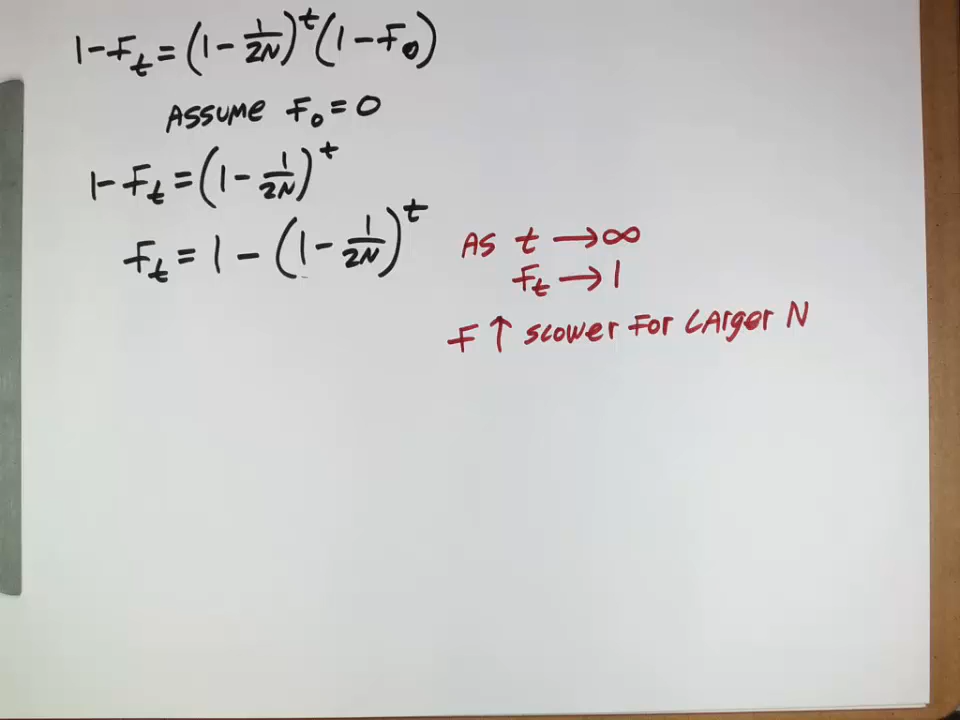 1-F_t = (1 - 1/2N)^t (1-F_0)
ASSUME F_0 = 0
1-F_t = (1 - 1/2N)^t
F_t = 1 - (1 - 1/2N)^t
AS t → ∞
F_t → 1
F ↑ SLOWER FOR LARGER N